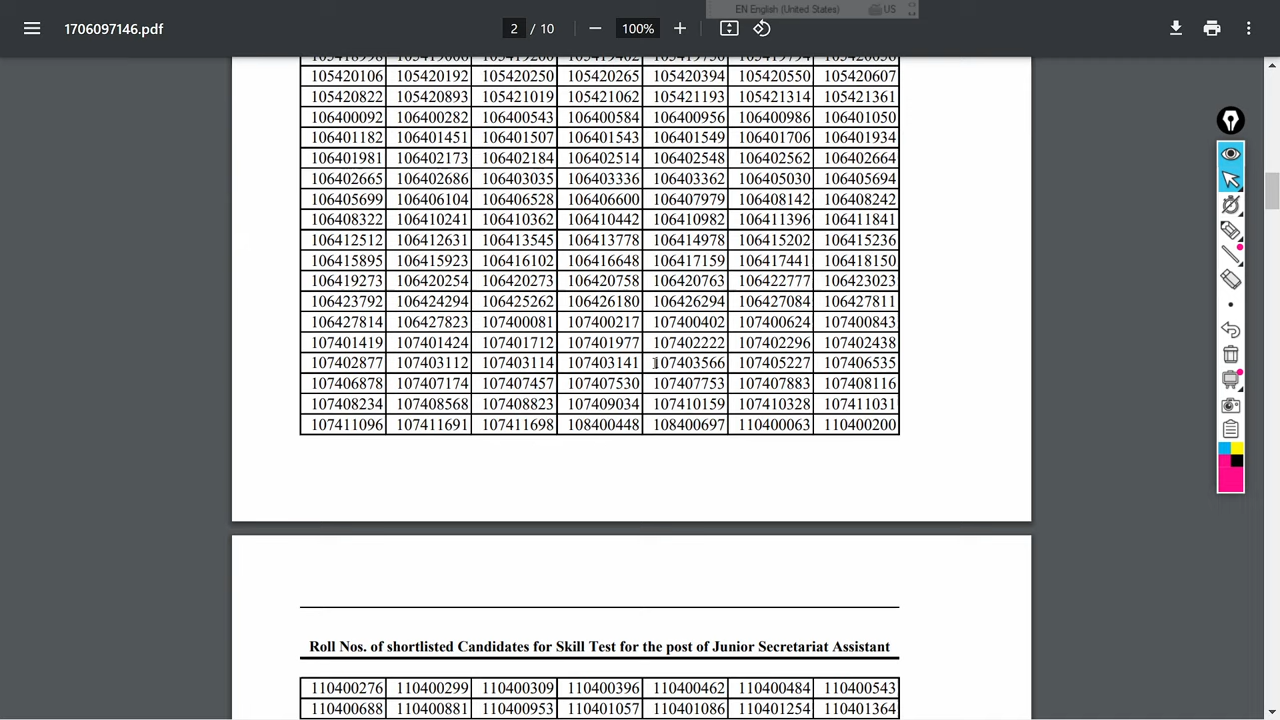 EN English (United States) US
1706097146.pdf 2 / 10 100%
105420106 105420192 105420250 105420265 105420394 105420550 105420607
105420822 105420893 105421019 105421062 105421193 105421314 105421361
106400092 106400282 106400543 106400584 106400956 106400986 106401050
106401182 106401451 106401507 106401543 106401549 106401706 106401934
106401981 106402173 106402184 106402514 106402548 106402562 106402664
106402665 106402686 106403035 106403336 106403362 106405030 106405694
106405699 106406104 106406528 106406600 106407979 106408142 106408242
106408322 106410241 106410362 106410442 106410982 106411396 106411841
106412512 106412631 106413545 106413778 106414978 106415202 106415236
106415895 106415923 106416102 106416648 106417159 106417441 106418150
106419273 106420254 106420273 106420758 106420763 106422777 106423023
106423792 106424294 106425262 106426180 106426294 106427084 106427811
106427814 106427823 107400081 107400217 107400402 107400624 107400843
107401419 107401424 107401712 107401977 107402222 107402296 107402438
107402877 107403112 107403114 107403141 107403566 107405227 107406535
107406878 107407174 107407457 107407530 107407753 107407883 107408116
107408234 107408568 107408823 107409034 107410159 107410328 107411031
107411096 107411691 107411698 108400448 108400697 110400063 110400200
Roll Nos. of shortlisted Candidates for Skill Test for the post of Junior Secretariat Assistant
110400276 110400299 110400309 110400396 110400462 110400484 110400543
110400688 110400881 110400953 110401057 110401086 110401254 110401364